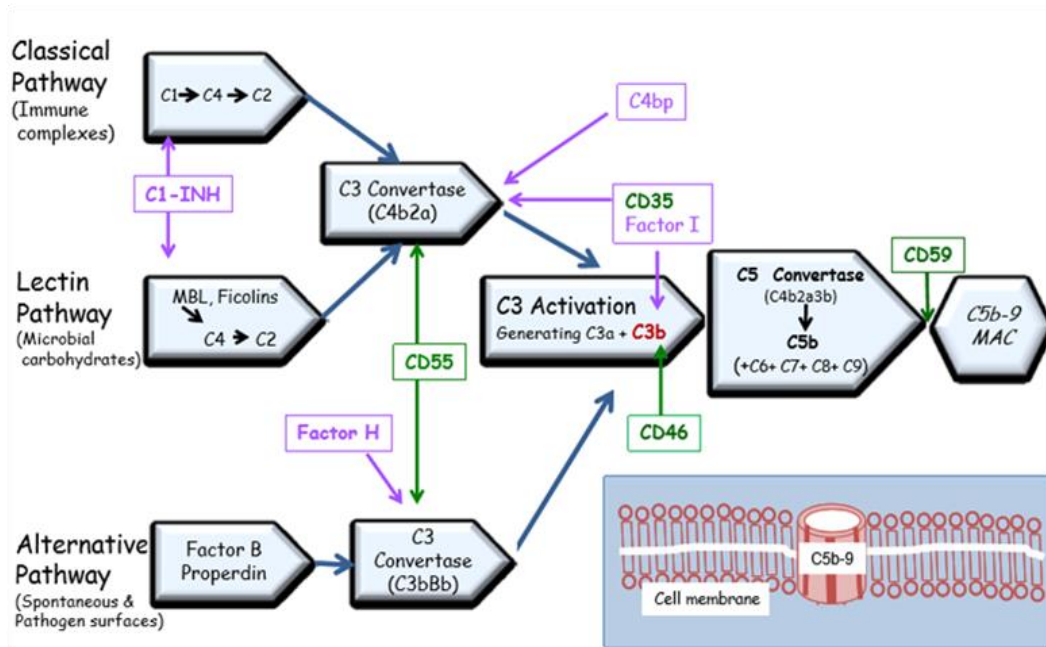 Classical
Pathway
(Immune
complexes)
C1→ C4 → C2
C4bp
C1-INH
C3 Convertase
(C4b2a)
CD35
Factor I
CD59
Lectin
Pathway
(Microbial
carbohydrates)
MBL, Ficolins
C4 → C2
C3 Activation
Generating C3a + C3b
C5 Convertase
(C4b2a3b)
C5b
(+C6+ C7+ C8+ C9)
C5b-9
MAC
CD55
Factor H
CD46
Alternative
Pathway
(Spontaneous &
Pathogen surfaces)
Factor B
Properdin
C3
Convertase
(C3bBb)
C5b-9
Cell membrane